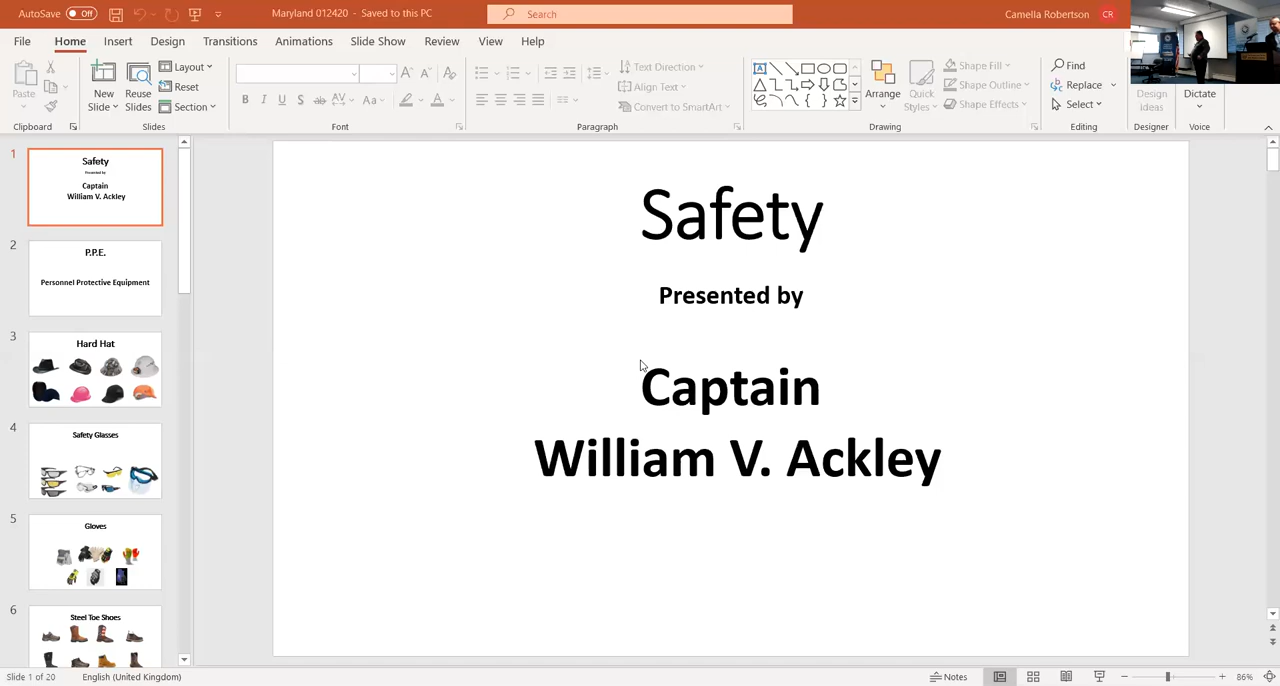 AutoSave Off
Maryland 012420 - Saved to this PC
Search
Camella Robertson CR
File Home Insert Design Transitions Animations Slide Show Review View Help
Paste
Clipboard
New Slide
Reuse Slides
Layout
Reset
Section
Slides
B I U S ab AV Aa A
Font
Text Direction
Align Text
Convert to SmartArt
Paragraph
Arrange
Quick Styles
Shape Fill
Shape Outline
Shape Effects
Drawing
Find
Replace
Select
Editing
Design Ideas
Designer
Dictate
Voice
1
Safety
Presented by
Captain
William V. Ackley
2
P.P.E.
Personnel Protective Equipment
3
Hard Hat
4
Safety Glasses
5
Gloves
6
Steel Toe Shoes
Safety
Presented by
Captain
William V. Ackley
Slide 1 of 20
English (United Kingdom)
Notes
86%